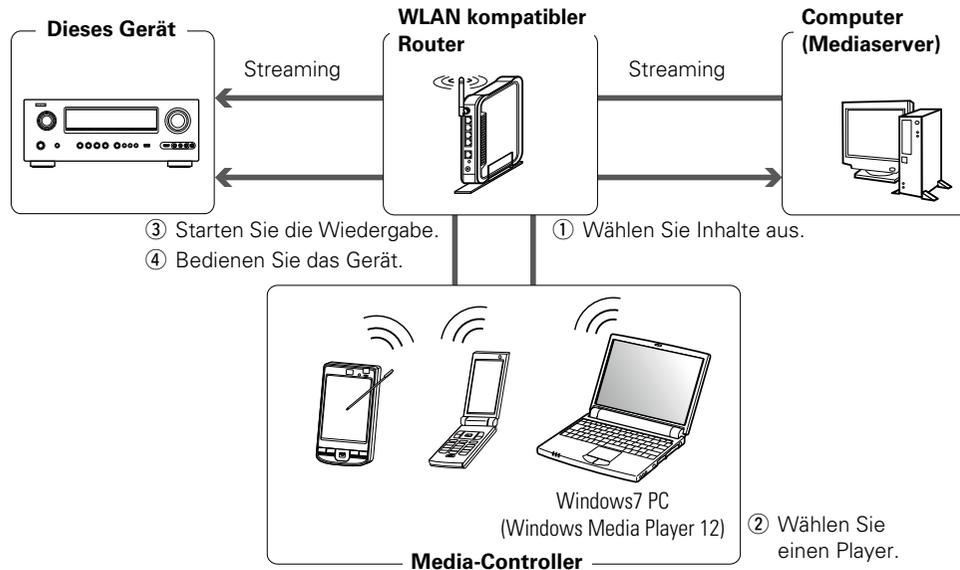 Dieses Gerät
WLAN kompatibler
Router
Computer
(Mediaserver)
Streaming
Streaming
③ Starten Sie die Wiedergabe.
④ Bedienen Sie das Gerät.
① Wählen Sie Inhalte aus.
Windows7 PC
(Windows Media Player 12)
② Wählen Sie
einen Player.
Media-Controller